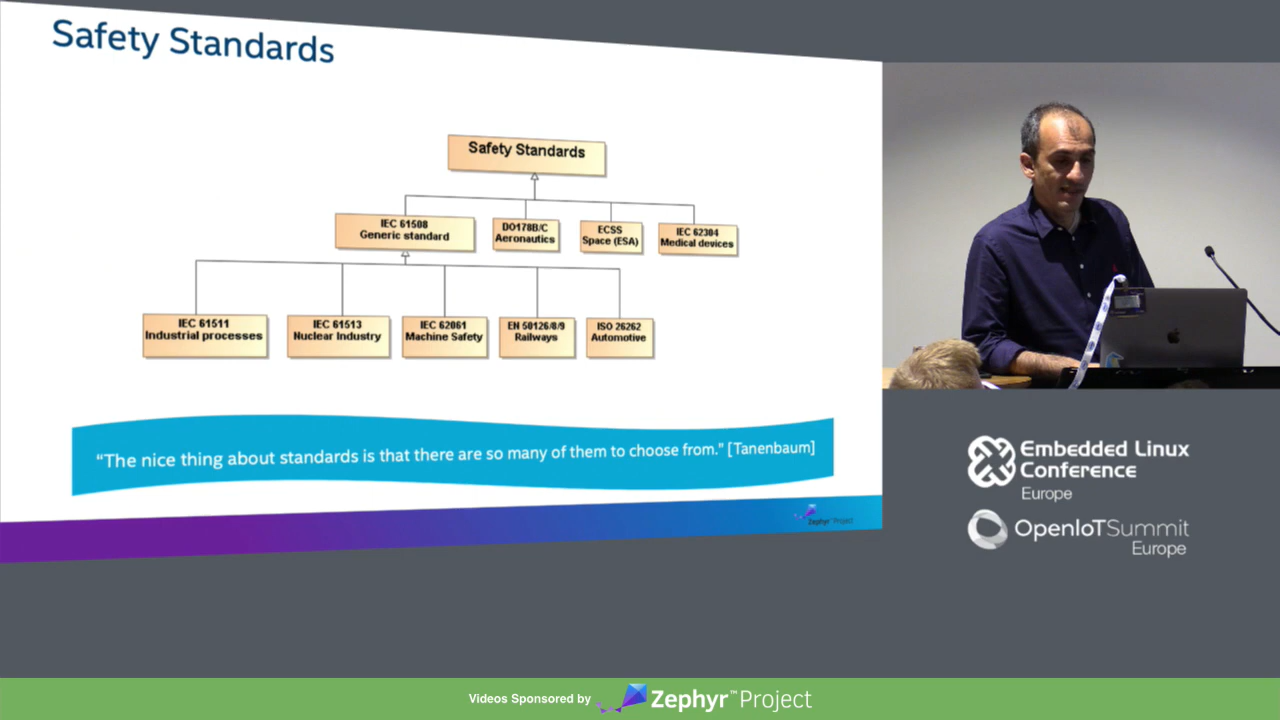 Safety Standards
Safety Standards
IEC 61508
Generic standard
DO178B/C
Aeronautics
ECSS
Space (ESA)
IEC 62304
Medical devices
IEC 61511
Industrial processes
IEC 61513
Nuclear Industry
IEC 62061
Machine Safety
EN 50126/8/9
Railways
ISO 26262
Automotive
“The nice thing about standards is that there are so many of them to choose from.” [Tanenbaum]
Zephyr™ Project
Embedded Linux
Conference
Europe
OpenIoTSummit
Europe
Videos Sponsored by Zephyr™Project